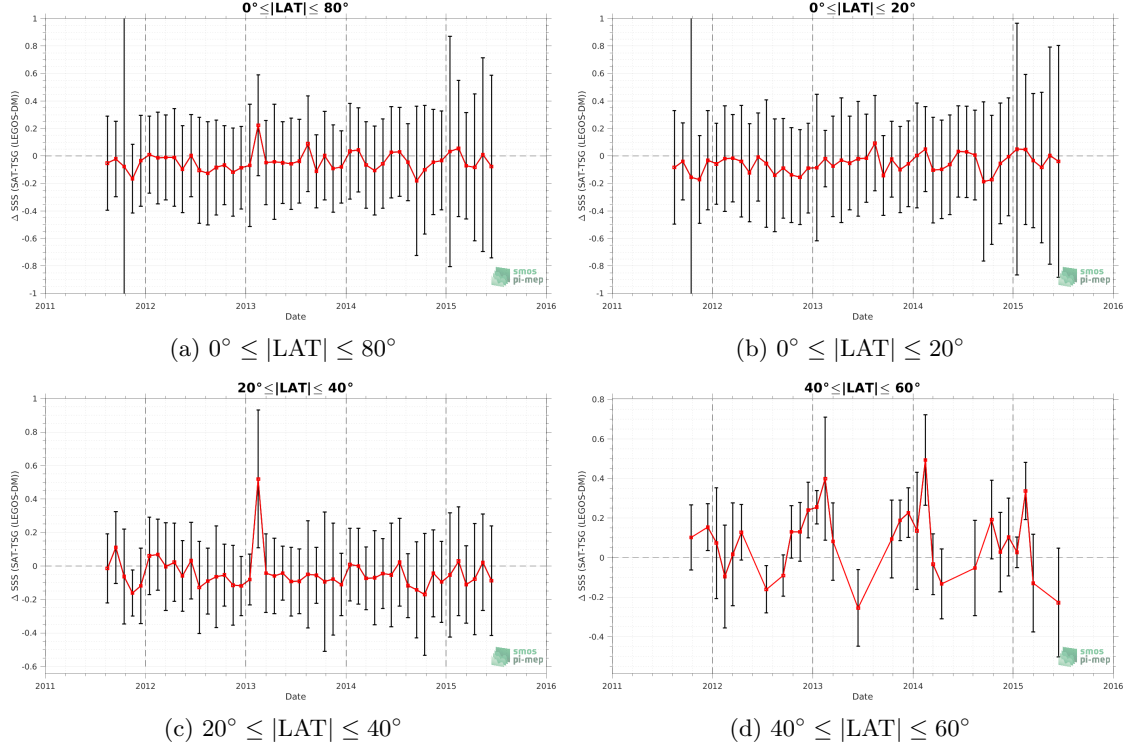 0°≤|LAT|≤ 80°
Δ SSS (SAT-TSG (LEGOS-DM))
1
0.8
0.6
0.4
0.2
0
-0.2
-0.4
-0.6
-0.8
-1
2011 2012 2013 2014 2015 2016
Date
smos
pi-mep
(a) 0° ≤ |LAT| ≤ 80°
0°≤|LAT|≤ 20°
Δ SSS (SAT-TSG (LEGOS-DM))
1
0.8
0.6
0.4
0.2
0
-0.2
-0.4
-0.6
-0.8
-1
2011 2012 2013 2014 2015 2016
Date
smos
pi-mep
(b) 0° ≤ |LAT| ≤ 20°
20°≤|LAT|≤ 40°
Δ SSS (SAT-TSG (LEGOS-DM))
1
0.8
0.6
0.4
0.2
0
-0.2
-0.4
-0.6
2011 2012 2013 2014 2015 2016
Date
smos
pi-mep
(c) 20° ≤ |LAT| ≤ 40°
40°≤|LAT|≤ 60°
Δ SSS (SAT-TSG (LEGOS-DM))
0.8
0.6
0.4
0.2
0
-0.2
-0.4
2011 2012 2013 2014 2015 2016
Date
smos
pi-mep
(d) 40° ≤ |LAT| ≤ 60°